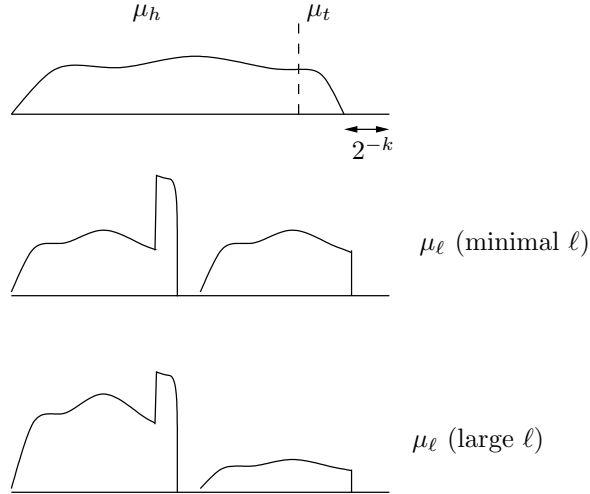 μ_h μ_t
2^{-k}
μ_ℓ (minimal ℓ)
μ_ℓ (large ℓ)